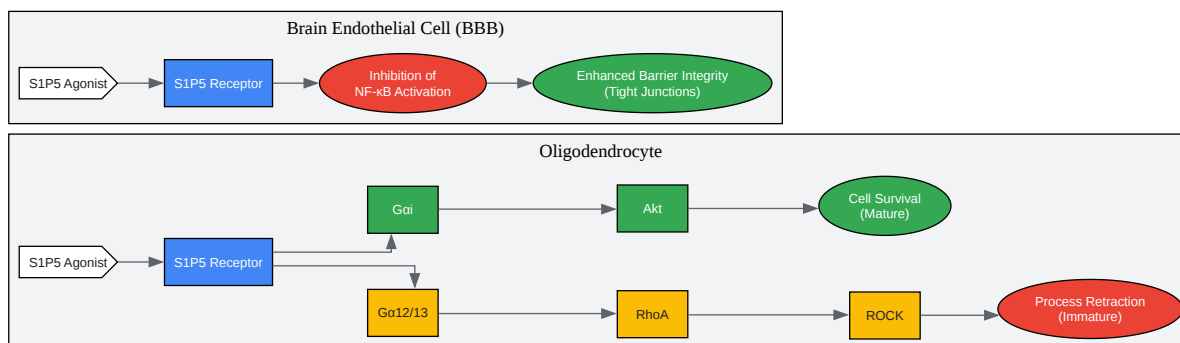 Brain Endothelial Cell (BBB)
S1P5 Agonist
S1P5 Receptor
Inhibition of
NF-κB Activation
Enhanced Barrier Integrity
(Tight Junctions)
Oligodendrocyte
S1P5 Agonist
S1P5 Receptor
Gαi
Akt
Cell Survival
(Mature)
Gα12/13
RhoA
ROCK
Process Retraction
(Immature)